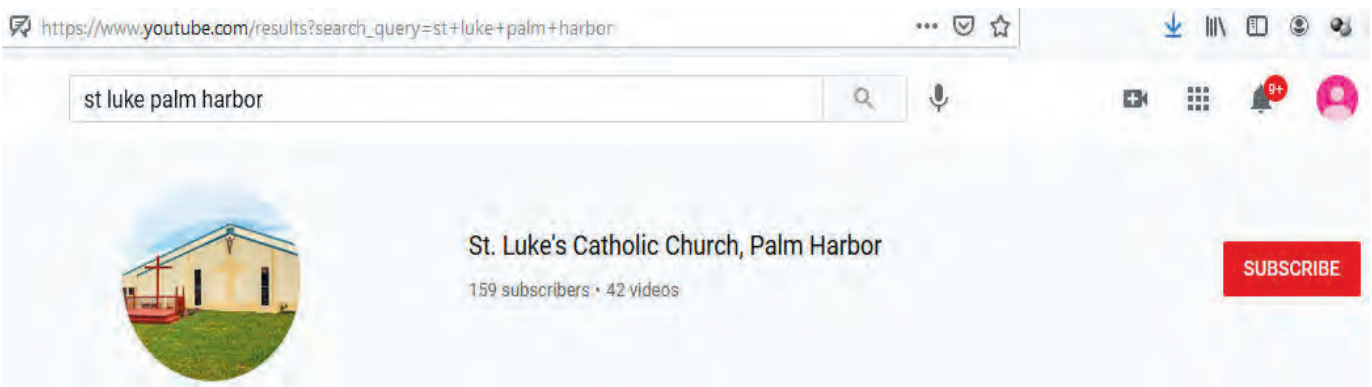 https://www.youtube.com/results?search_query=st+luke+palm+harbor
st luke palm harbor
9+
St. Luke's Catholic Church, Palm Harbor
159 subscribers • 42 videos
SUBSCRIBE